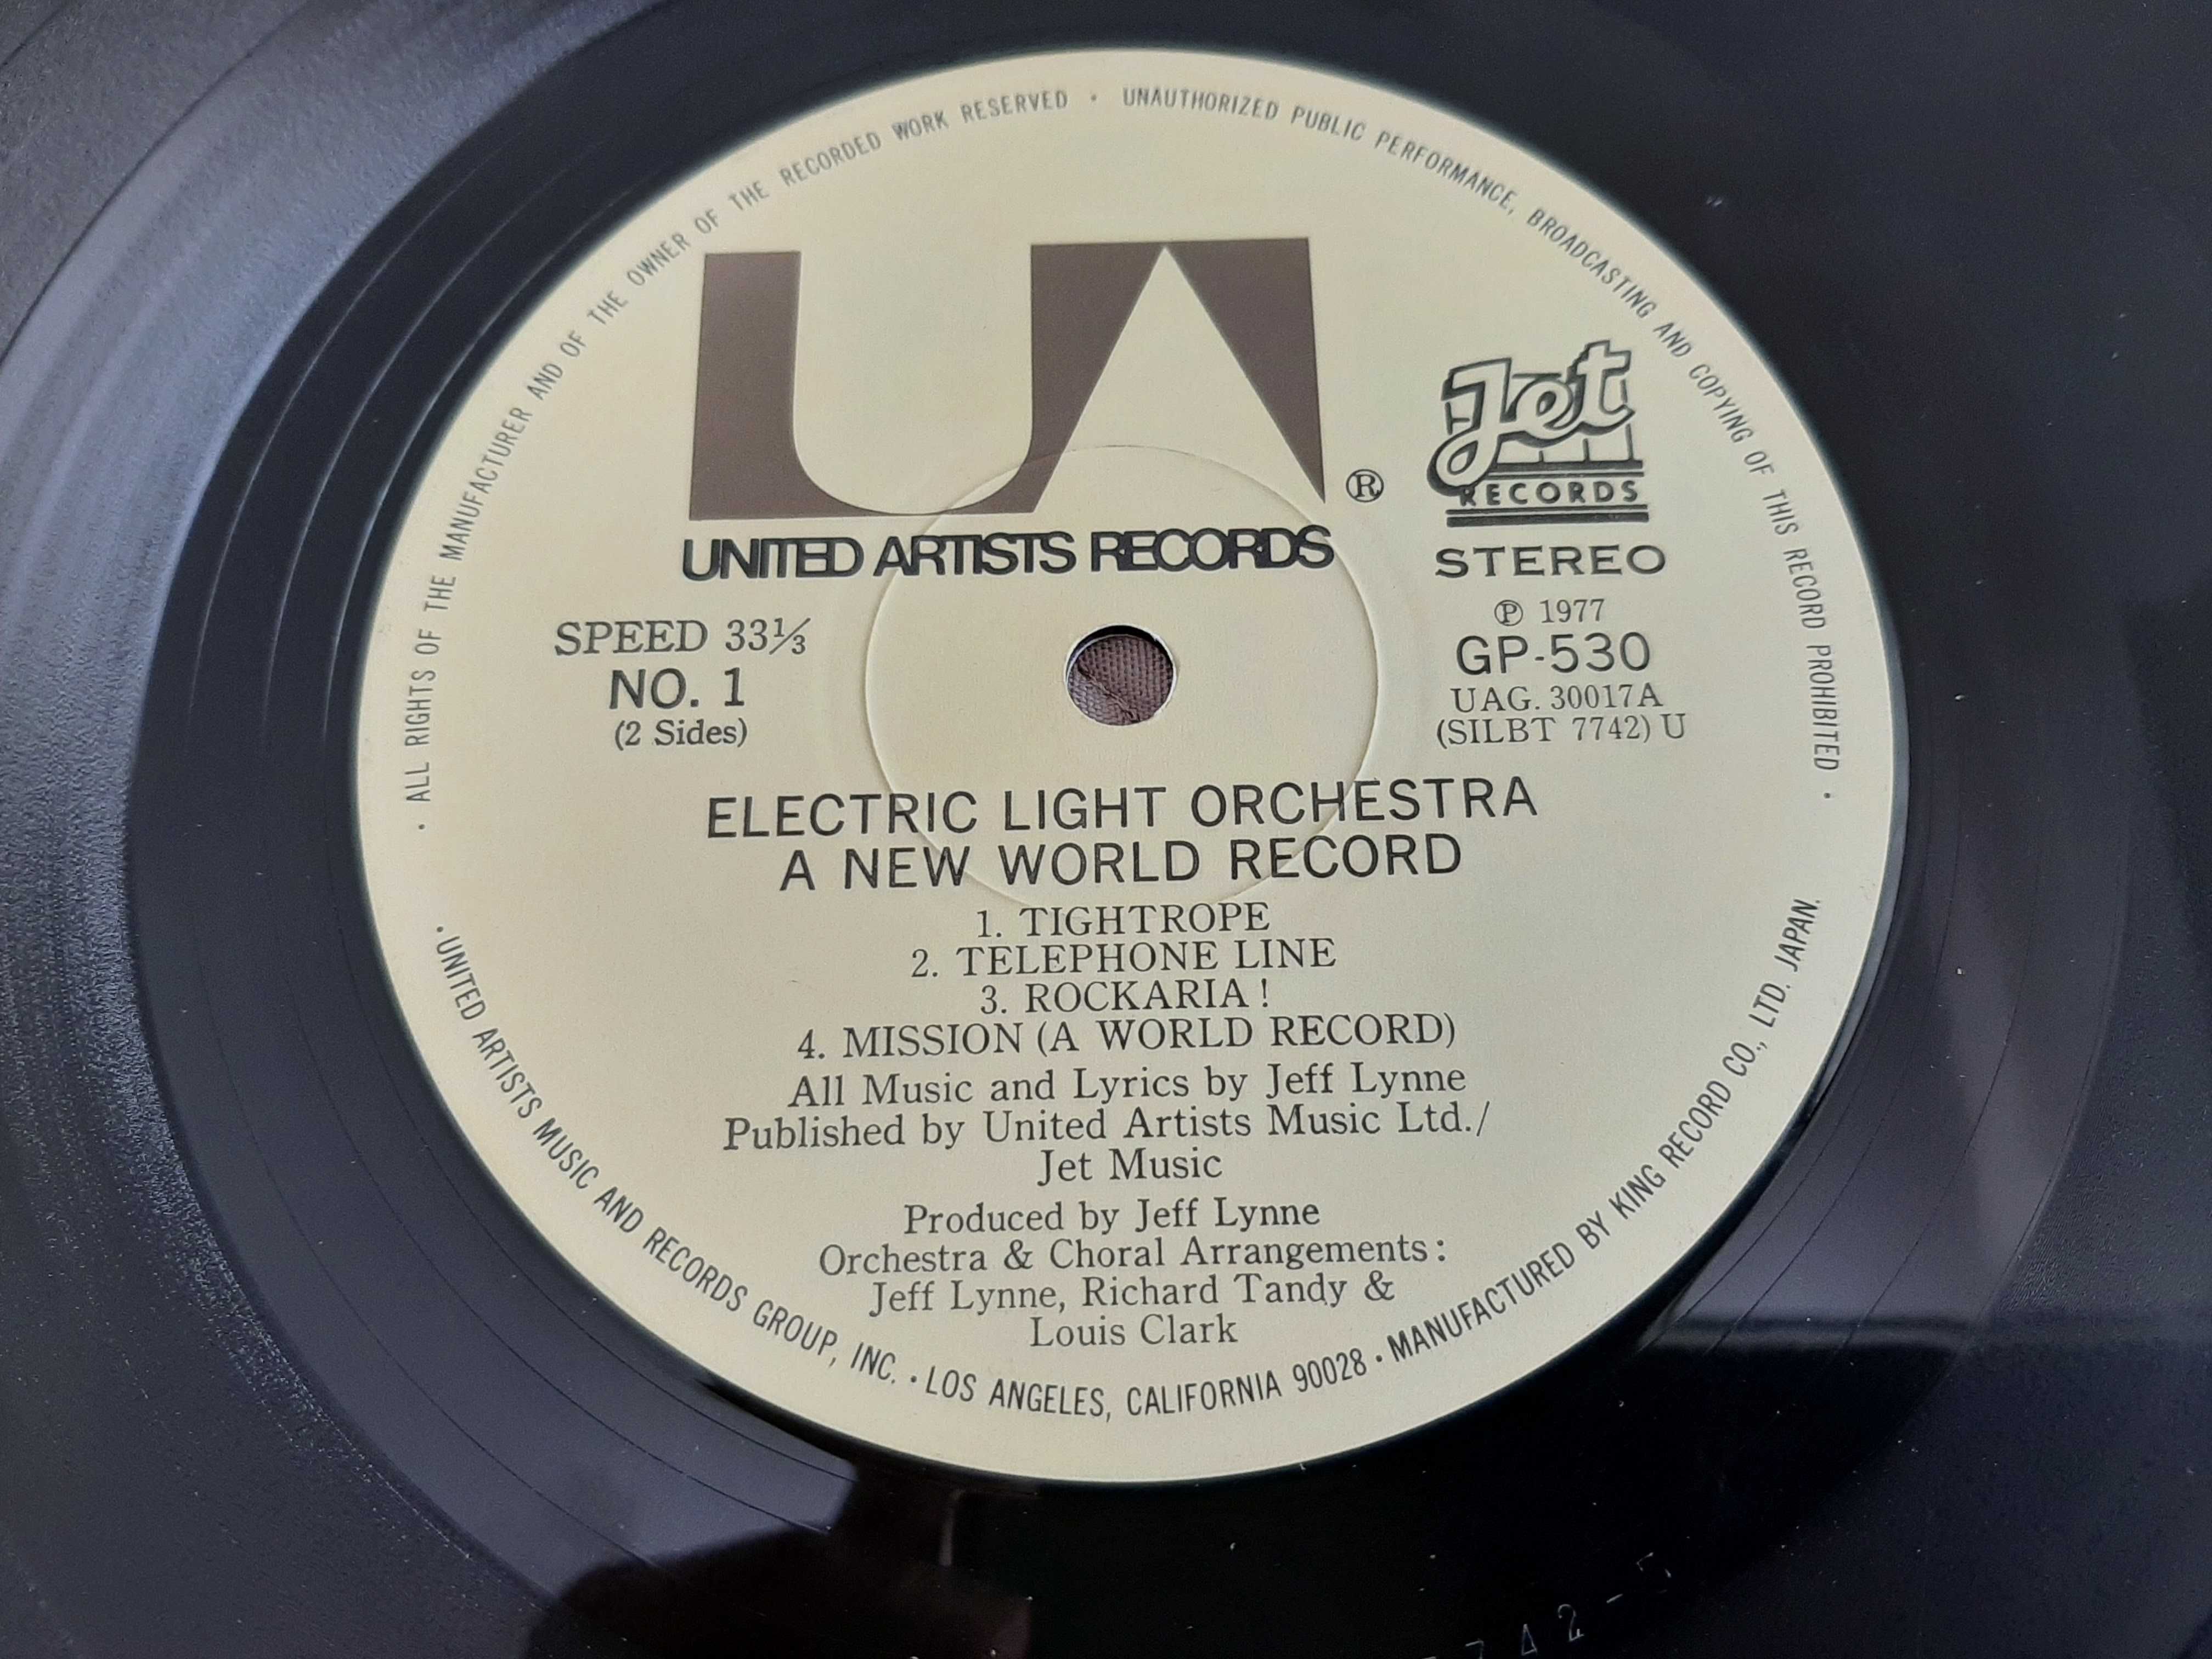 · ALL RIGHTS OF THE MANUFACTURER AND OF THE OWNER OF THE RECORDED WORK RESERVED · UNAUTHORIZED PUBLIC PERFORMANCE, BROADCASTING AND COPYING OF THIS RECORD PROHIBITED ·
UA
®
UNITED ARTISTS RECORDS
Jet
RECORDS
STEREO
SPEED 33⅓
NO. 1
(2 Sides)
℗ 1977
GP-530
UAG. 30017A
(SILBT 7742) U
ELECTRIC LIGHT ORCHESTRA
A NEW WORLD RECORD
1. TIGHTROPE
2. TELEPHONE LINE
3. ROCKARIA!
4. MISSION (A WORLD RECORD)
All Music and Lyrics by Jeff Lynne
Published by United Artists Music Ltd./
Jet Music
Produced by Jeff Lynne
Orchestra & Choral Arrangements:
Jeff Lynne, Richard Tandy &
Louis Clark
· UNITED ARTISTS MUSIC AND RECORDS GROUP, INC. · LOS ANGELES, CALIFORNIA 90028 · MANUFACTURED BY KING RECORD CO., LTD. JAPAN.